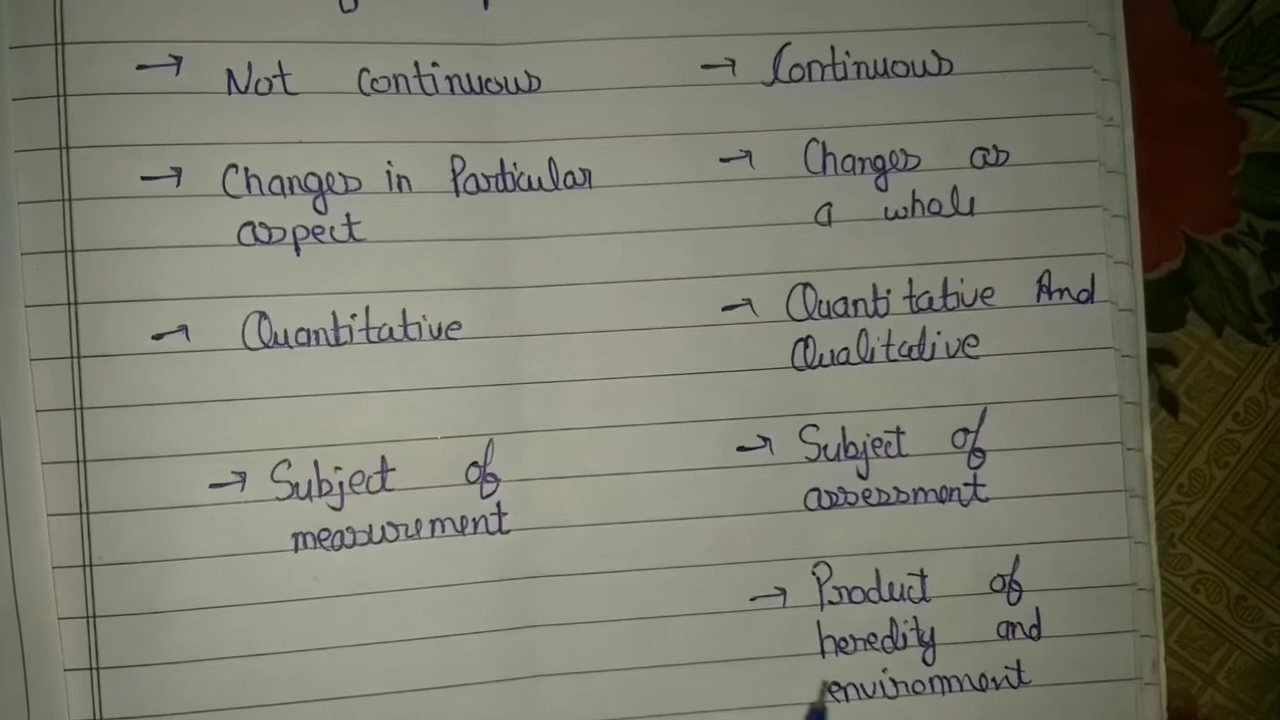 → Not continuous
→ Continuous
→ Changes in Particular
aspect
→ Changes as
a whole
→ Quantitative
→ Quantitative And
Qualitative
→ Subject of
measurement
→ Subject of
assessment
→ Product of
heredity and
environment